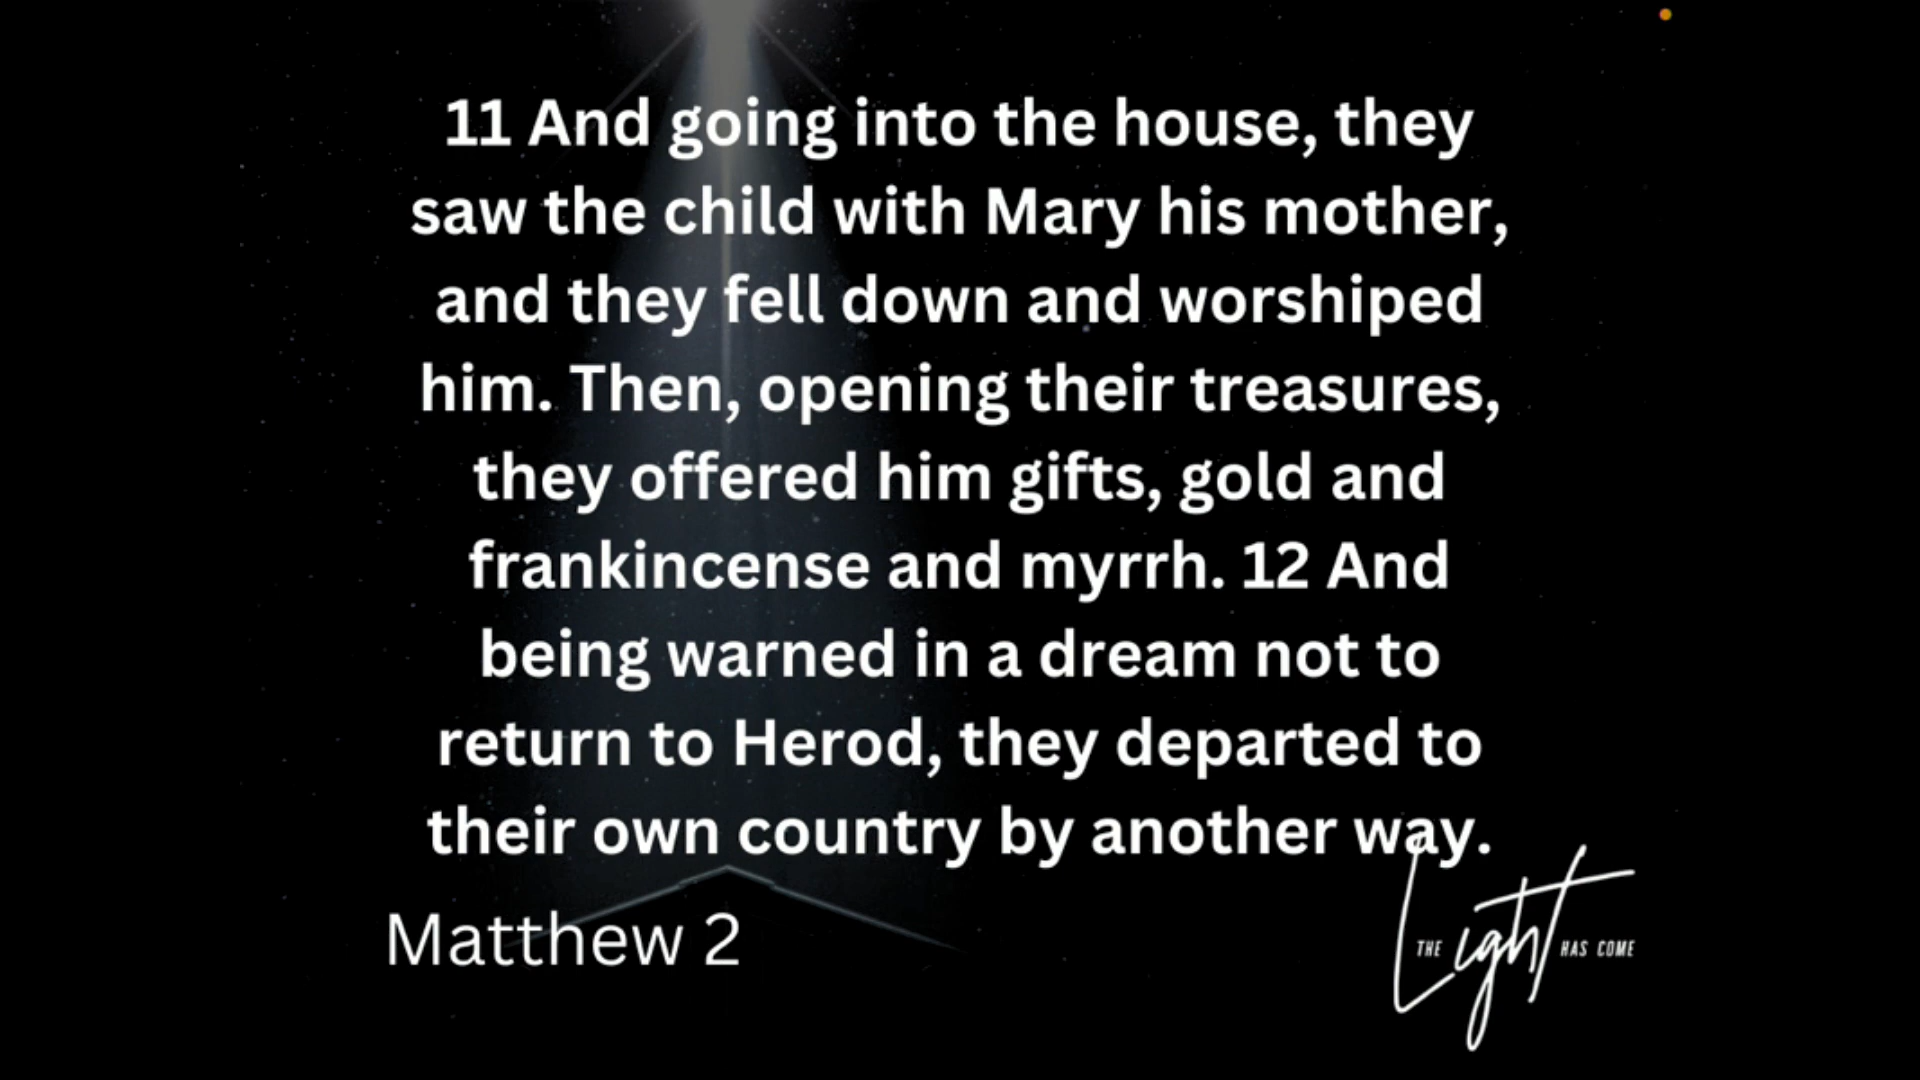 11 And going into the house, they
saw the child with Mary his mother,
and they fell down and worshiped
him. Then, opening their treasures,
they offered him gifts, gold and
frankincense and myrrh. 12 And
being warned in a dream not to
return to Herod, they departed to
their own country by another way.
Matthew 2
THE Light HAS COME